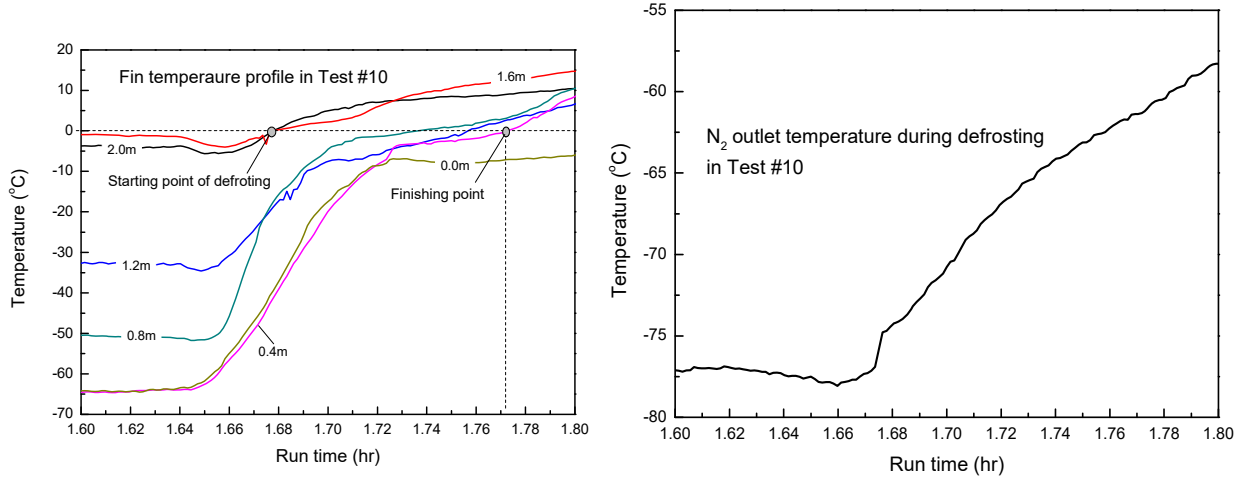 Fin temperaure profile in Test #10
1.6m
2.0m
Starting point of defroting
0.0m
Finishing point
1.2m
0.8m
0.4m
20
10
0
-10
-20
-30
-40
-50
-60
-70
Temperature (°C)
1.60 1.62 1.64 1.66 1.68 1.70 1.72 1.74 1.76 1.78 1.80
Run time (hr)
N₂ outlet temperature during defrosting
in Test #10
-55
-60
-65
-70
-75
-80
Temperature (°C)
1.60 1.62 1.64 1.66 1.68 1.70 1.72 1.74 1.76 1.78 1.80
Run time (hr)